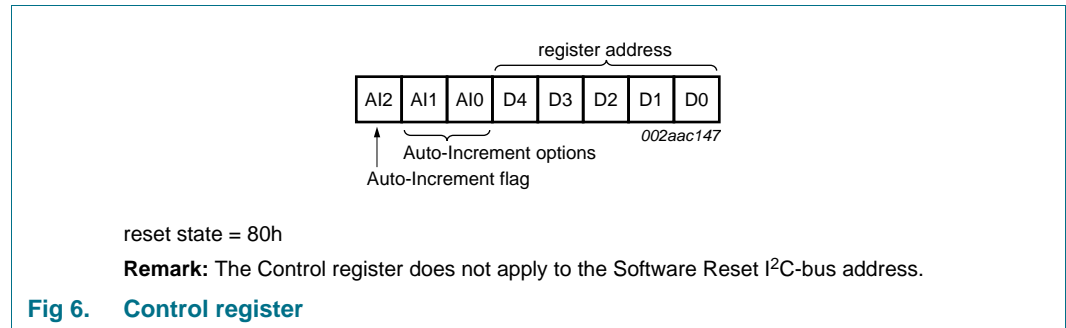 register address
AI2 AI1 AI0 D4 D3 D2 D1 D0
002aac147
Auto-Increment options
Auto-Increment flag
reset state = 80h
Remark: The Control register does not apply to the Software Reset I²C-bus address.
Fig 6. Control register